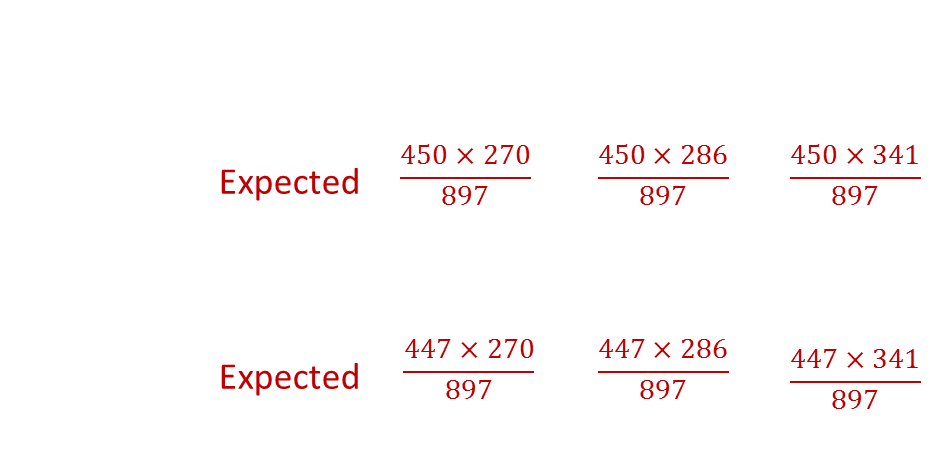 Expected 450 × 270 / 897 450 × 286 / 897 450 × 341 / 897
Expected 447 × 270 / 897 447 × 286 / 897 447 × 341 / 897